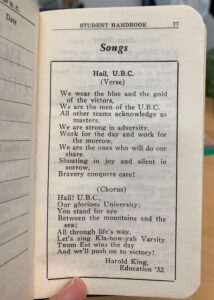 U.B.C.
Date
STUDENT HANDBOOK 77
Songs
Hail, U.B.C.
(Verse)
We wear the blue and the gold
of the victors,
We are the men of the U.B.C.
All other teams acknowledge us
masters.
We are strong in adversity.
Work for the day and work for
the morrow,
We are the ones who will do our
share.
Shouting in joy and silent in
sorrow,
Bravery conquers care!
(Chorus)
Hail! U.B.C.,
Our glorious University;
You stand for aye
Between the mountains and the
sea;
All through life's way,
Let's sing Kla-how-yah Varsity
Tuum Est wins the day
And we'll push on to victory!
Harold King,
Education '32.